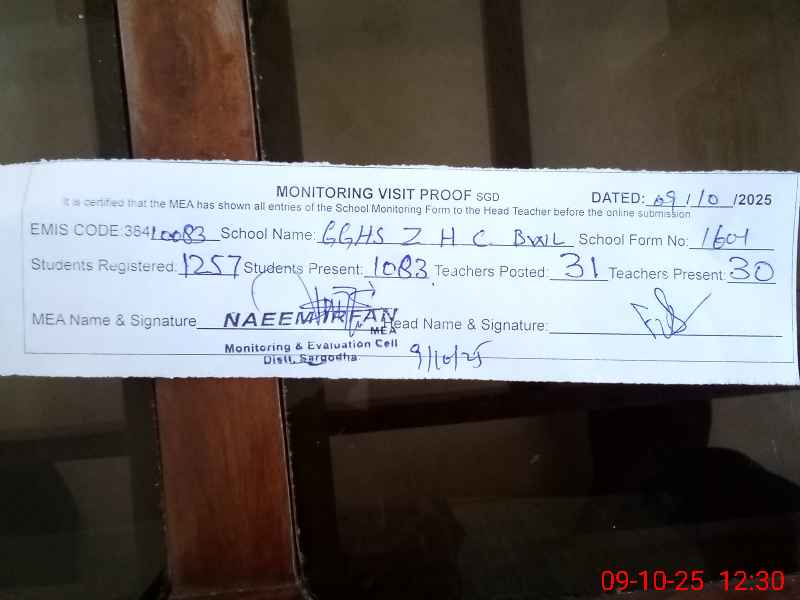 MONITORING VISIT PROOF SGD DATED: 09/10/2025
It is certified that the MEA has shown all entries of the School Monitoring Form to the Head Teacher before the online submission
EMIS CODE:38410083 School Name: GGHS Z H C BWL School Form No: 1604
Students Registered: 1257 Students Present: 1083 Teachers Posted: 31 Teachers Present: 30
MEA Name & Signature NAEEM IRFAN Head Name & Signature:
MEA
Monitoring & Evaluation Cell
Distt, Sargodha.
9/10/25
09-10-25 12:30